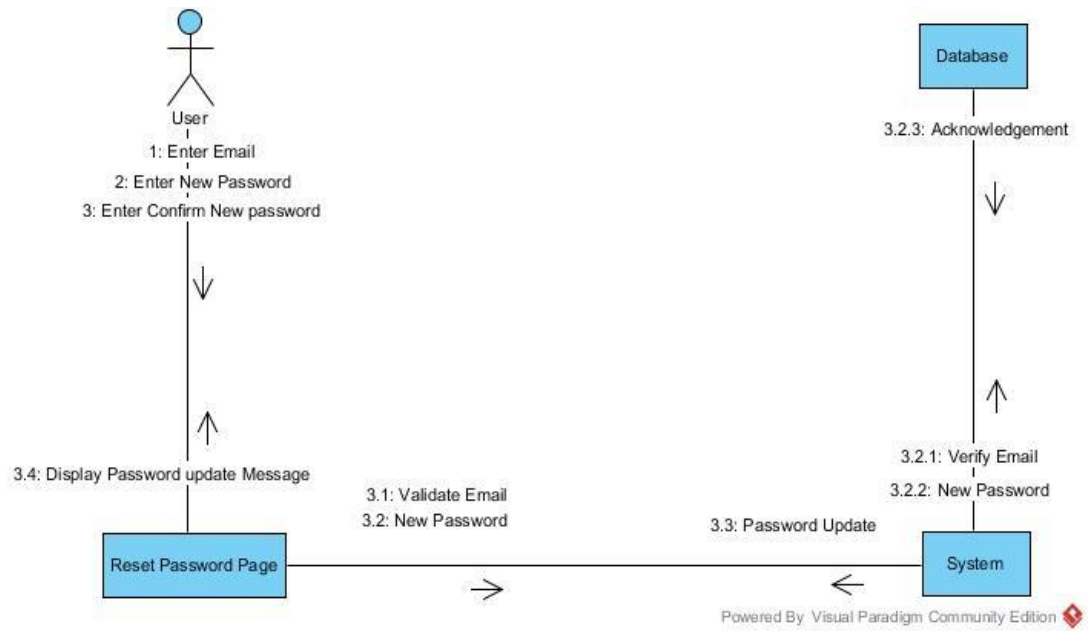 User
1: Enter Email
2: Enter New Password
3: Enter Confirm New password
Database
3.2.3: Acknowledgement
3.4: Display Password update Message
3.1: Validate Email
3.2: New Password
3.3: Password Update
3.2.1: Verify Email
3.2.2: New Password
Reset Password Page
System
Powered By Visual Paradigm Community Edition